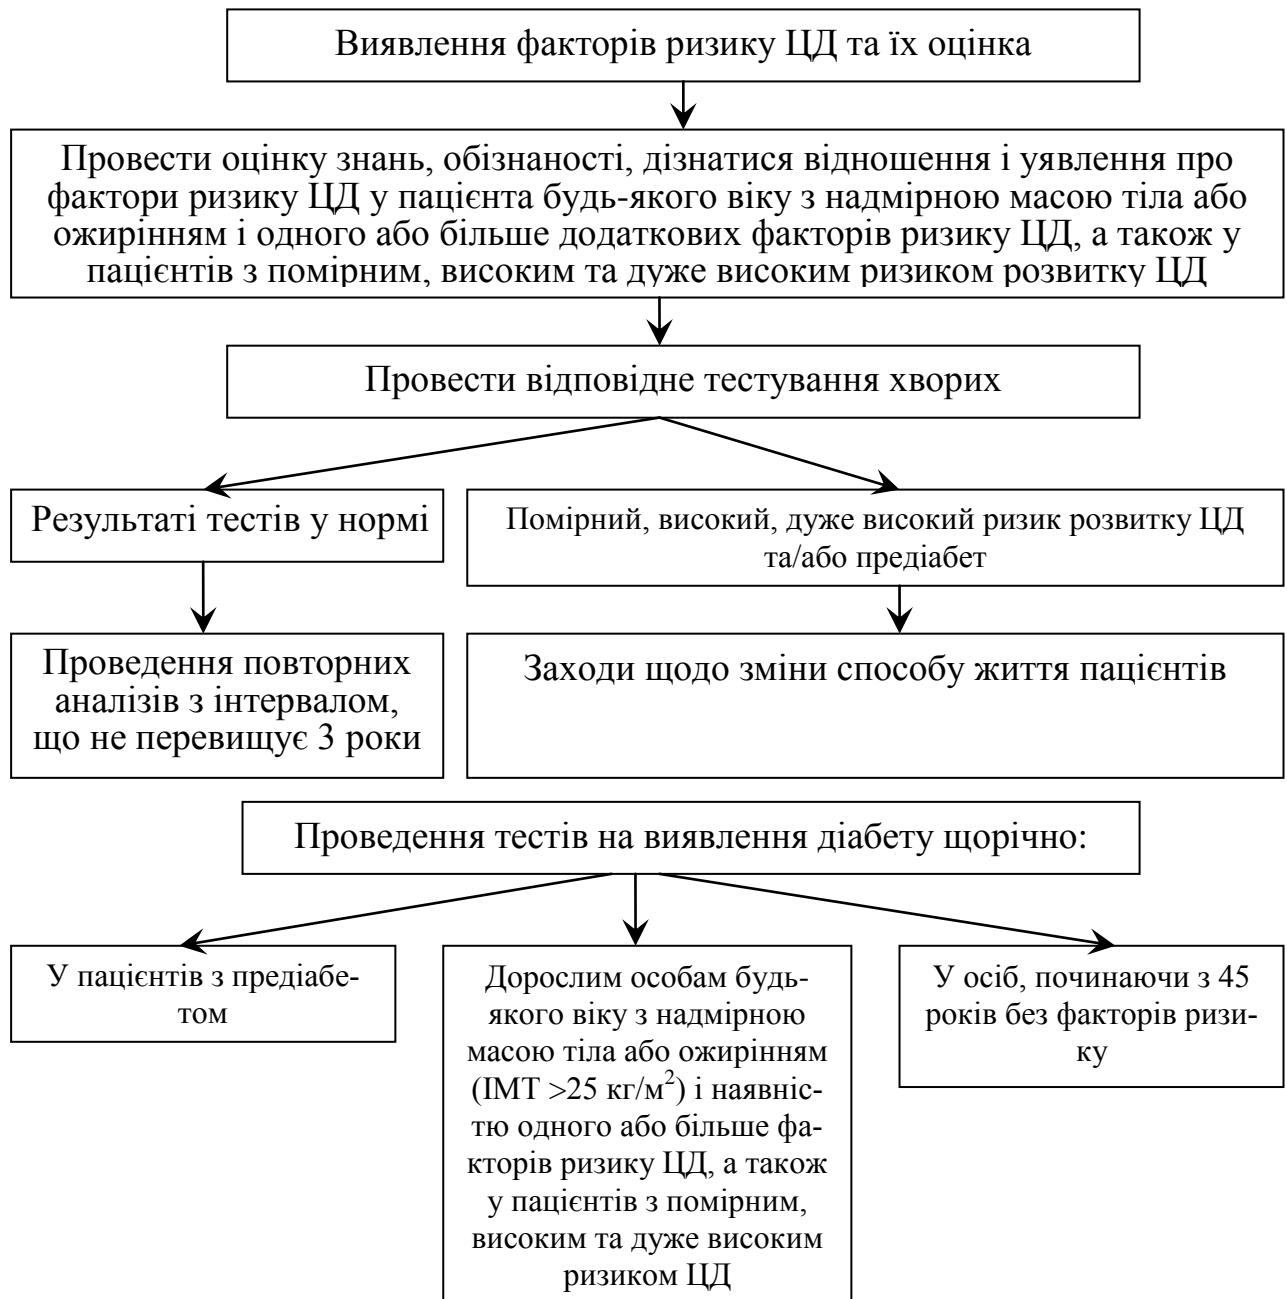 Виявлення факторів ризику ЦД та їх оцінка
Провести оцінку знань, обізнаності, дізнатися відношення і уявлення про
фактори ризику ЦД у пацієнта будь-якого віку з надмірною масою тіла або
ожирінням і одного або більше додаткових факторів ризику ЦД, а також у
пацієнтів з помірним, високим та дуже високим ризиком розвитку ЦД
Провести відповідне тестування хворих
Результаті тестів у нормі
Помірний, високий, дуже високий ризик розвитку ЦД
та/або предіабет
Проведення повторних
аналізів з інтервалом,
що не перевищує 3 роки
Заходи щодо зміни способу життя пацієнтів
Проведення тестів на виявлення діабету щорічно:
У пацієнтів з предіабе-
том
Дорослим особам будь-
якого віку з надмірною
масою тіла або ожирінням
(ІМТ >25 кг/м²) і наявніс-
тю одного або більше фа-
кторів ризику ЦД, а також
у пацієнтів з помірним,
високим та дуже високим
ризиком ЦД
У осіб, починаючи з 45
років без факторів ризи-
ку